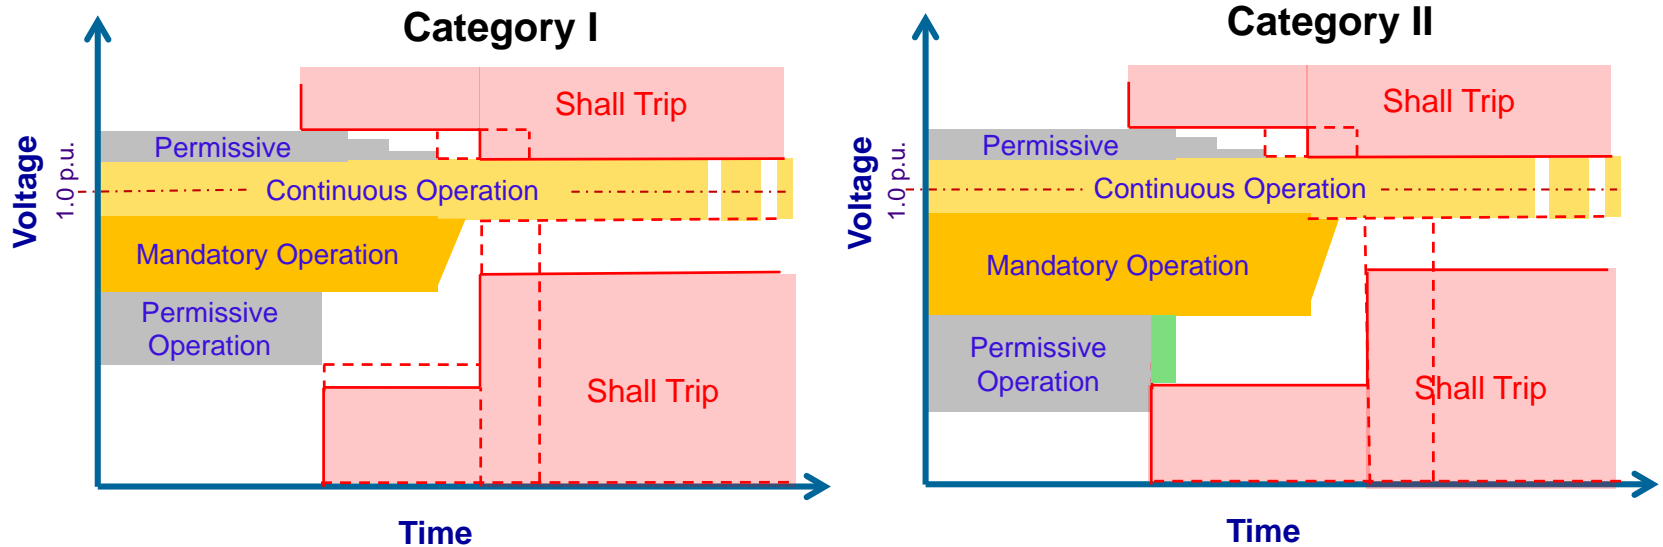 Category I
Shall Trip
Permissive
Voltage
1.0 p.u.
Continuous Operation
Mandatory Operation
Permissive
Operation
Shall Trip
Time
Category II
Shall Trip
Permissive
Voltage
1.0 p.u.
Continuous Operation
Mandatory Operation
Permissive
Operation
Shall Trip
Time